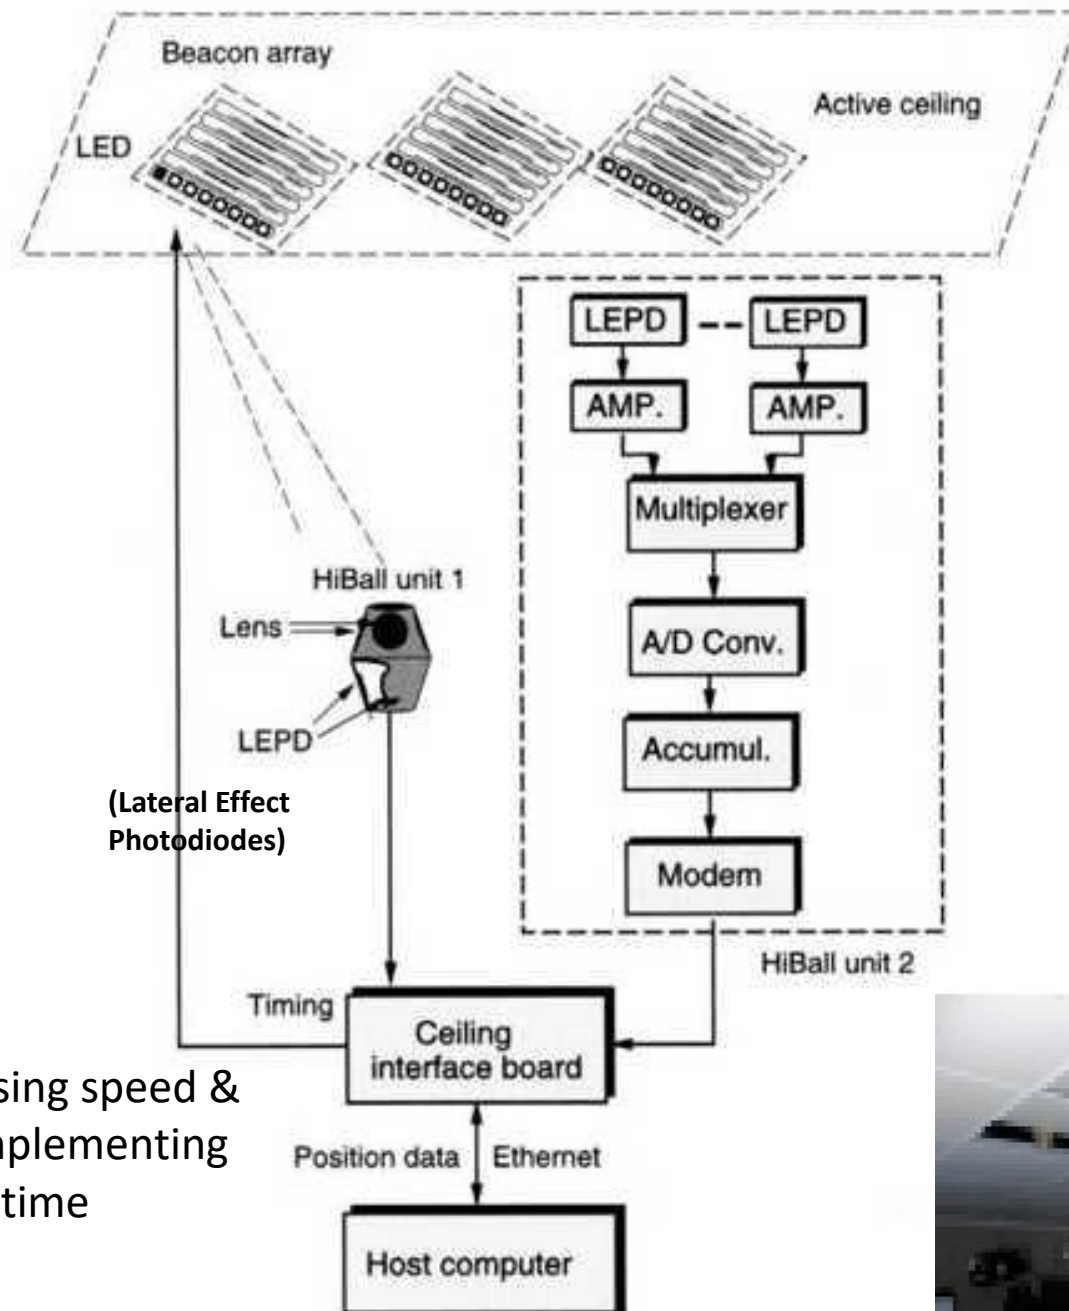 Beacon array
Active ceiling
LED
LEPD
LEPD
AMP.
AMP.
Multiplexer
HiBall unit 1
Lens
A/D Conv.
LEPD
Accumul.
(Lateral Effect
Photodiodes)
Modem
HiBall unit 2
Timing
Ceiling
interface board
sing speed &
nplementing
time
Position data
Ethernet
Host computer